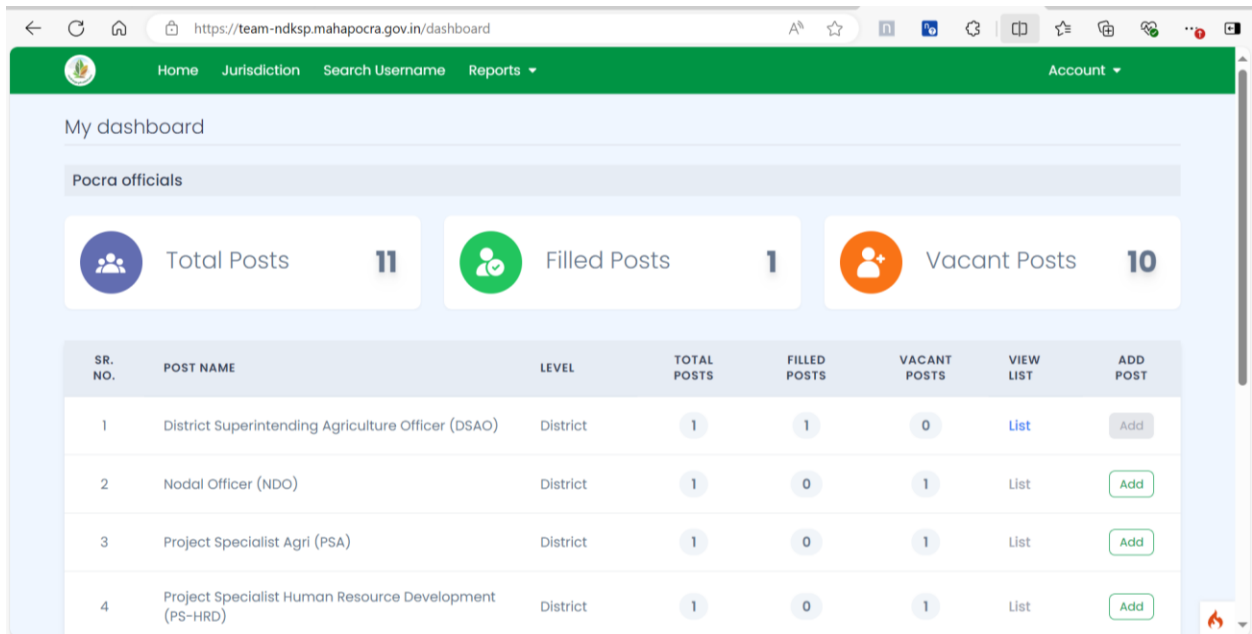 https://team-ndksp.mahapocra.gov.in/dashboard
Home Jurisdiction Search Username Reports Account
My dashboard
Pocra officials
Total Posts 11 Filled Posts 1 Vacant Posts 10
SR. NO. POST NAME LEVEL TOTAL POSTS FILLED POSTS VACANT POSTS VIEW LIST ADD POST
1 District Superintending Agriculture Officer (DSAO) District 1 1 0 List Add
2 Nodal Officer (NDO) District 1 0 1 List Add
3 Project Specialist Agri (PSA) District 1 0 1 List Add
4 Project Specialist Human Resource Development
(PS-HRD) District 1 0 1 List Add